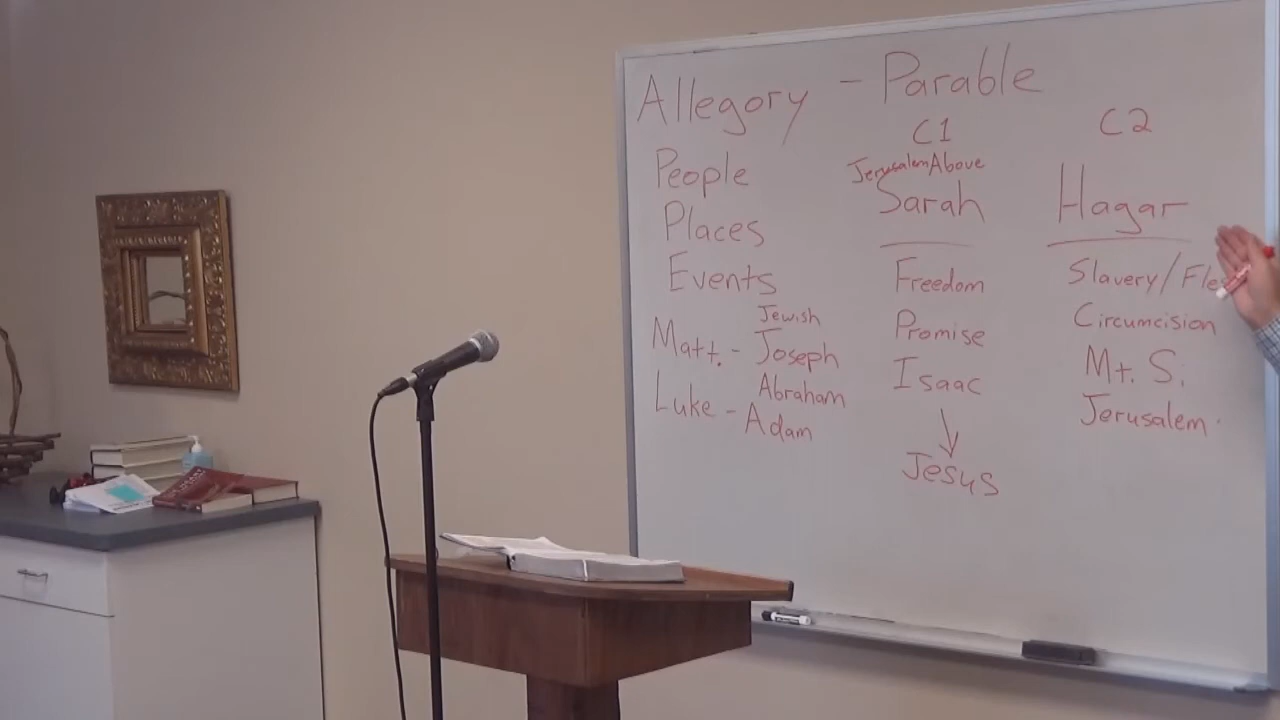 Allegory - Parable
People
Places
Events
Jewish
Matt. - Joseph
Abraham
Luke - Adam
C1
Jerusalem Above
Sarah
Freedom
Promise
Isaac
Jesus
C2
Hagar
Slavery/Fles
Circumcision
Mt. S.
Jerusalem